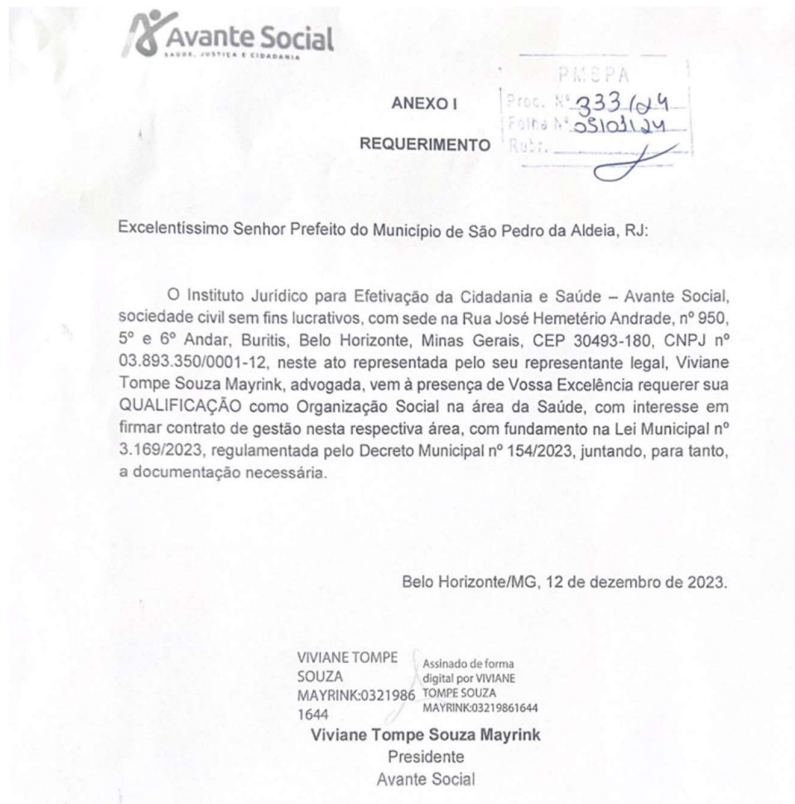 Avante Social
SAÚDE, JUSTIÇA E CIDADANIA
PMSPA
Proc. Nº 333/24
Folha Nº 05/01/24
Rubr.
ANEXO I
REQUERIMENTO
Excelentíssimo Senhor Prefeito do Município de São Pedro da Aldeia, RJ:
O Instituto Jurídico para Efetivação da Cidadania e Saúde – Avante Social,
sociedade civil sem fins lucrativos, com sede na Rua José Hemetério Andrade, nº 950,
5º e 6º Andar, Buritis, Belo Horizonte, Minas Gerais, CEP 30493-180, CNPJ nº
03.893.350/0001-12, neste ato representada pelo seu representante legal, Viviane
Tompe Souza Mayrink, advogada, vem à presença de Vossa Excelência requerer sua
QUALIFICAÇÃO como Organização Social na área da Saúde, com interesse em
firmar contrato de gestão nesta respectiva área, com fundamento na Lei Municipal nº
3.169/2023, regulamentada pelo Decreto Municipal nº 154/2023, juntando, para tanto,
a documentação necessária.
Belo Horizonte/MG, 12 de dezembro de 2023.
VIVIANE TOMPE
SOUZA
MAYRINK:0321986
1644
Assinado de forma
digital por VIVIANE
TOMPE SOUZA
MAYRINK:03219861644
Viviane Tompe Souza Mayrink
Presidente
Avante Social